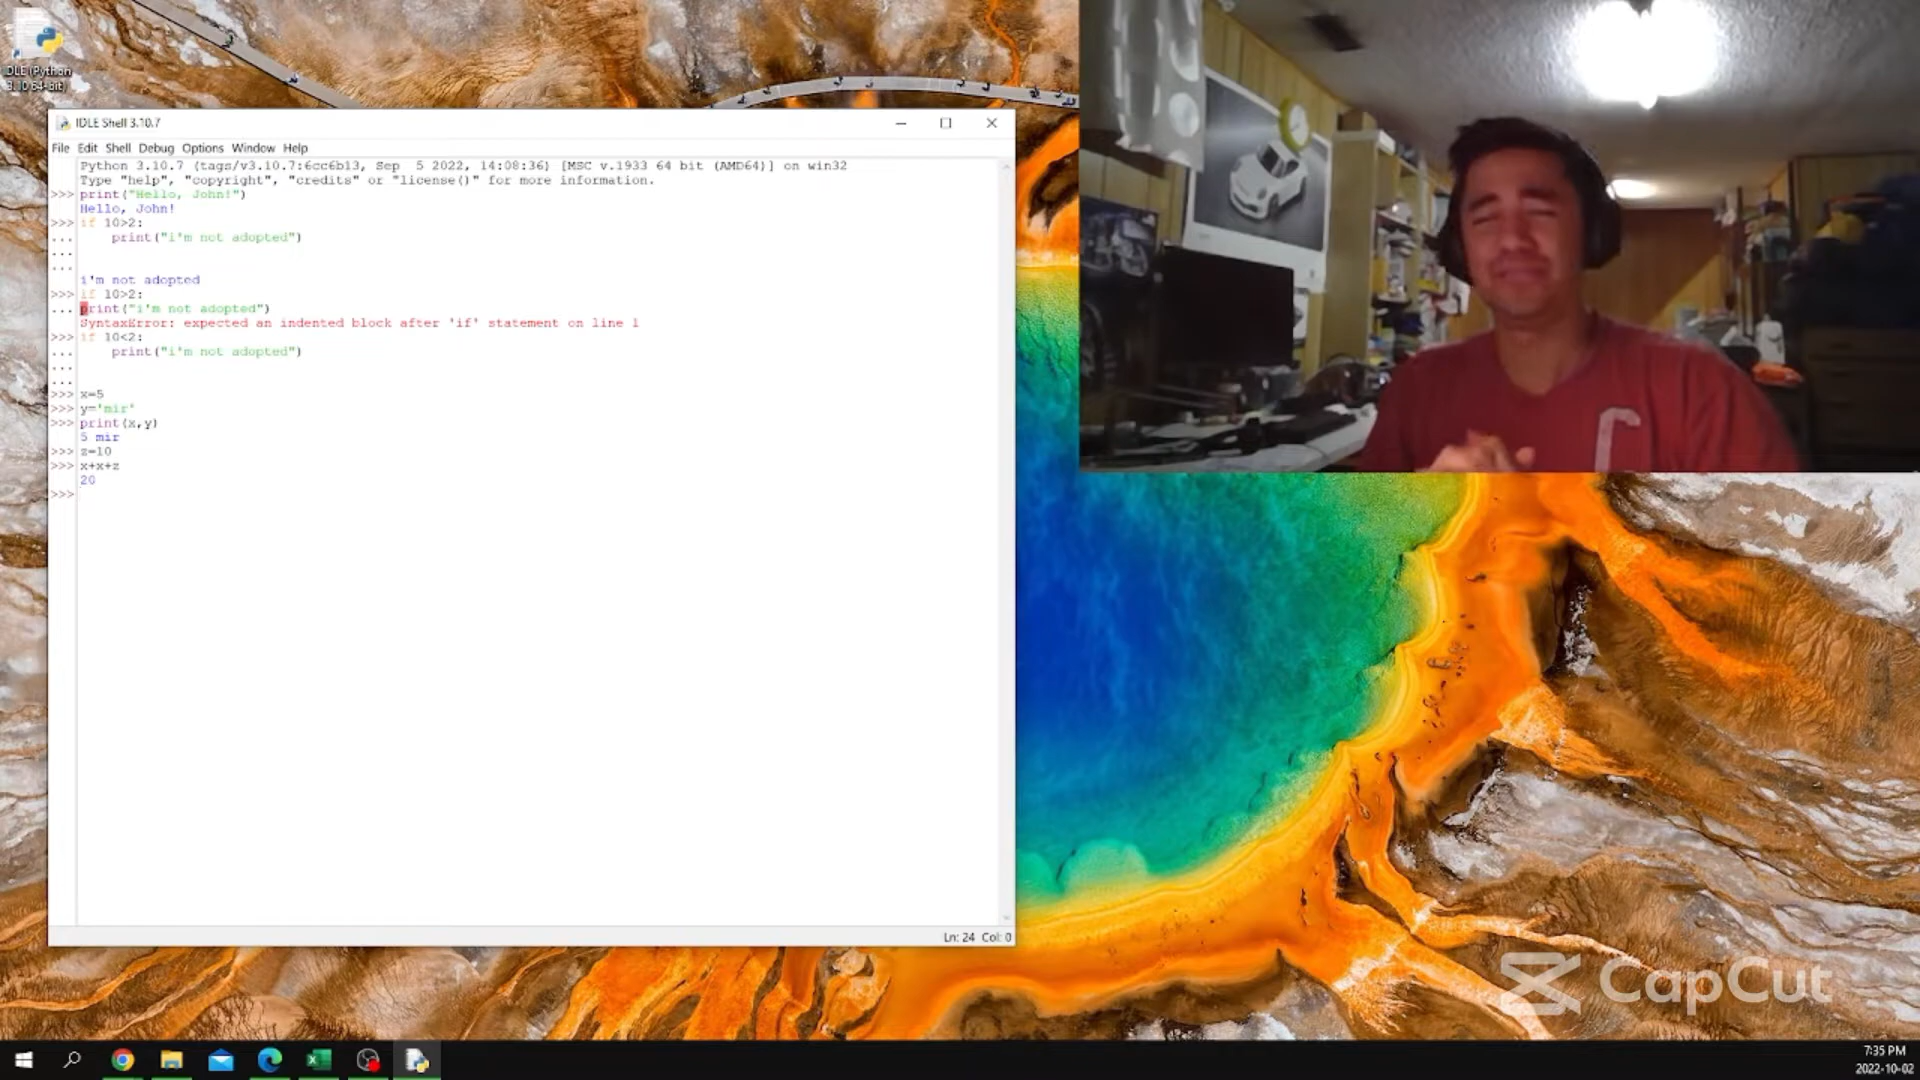 IDLE (Python
3.10 64-Bit)
IDLE Shell 3.10.7
File Edit Shell Debug Options Window Help
Python 3.10.7 (tags/v3.10.7:6cc6b13, Sep  5 2022, 14:08:36) [MSC v.1933 64 bit (AMD64)] on win32
Type "help", "copyright", "credits" or "license()" for more information.
>>> print("Hello, John!")
Hello, John!
>>> if 10>2:
...     print("i'm not adopted")
...
...
i'm not adopted
>>> if 10>2:
... print("i'm not adopted")
SyntaxError: expected an indented block after 'if' statement on line 1
>>> if 10<2:
...     print("i'm not adopted")
...
...
>>> x=5
>>> y='mir'
>>> print(x,y)
5 mir
>>> z=10
>>> x+x+z
20
>>>
Ln: 24 Col: 0
CapCut
7:35 PM
2022-10-02